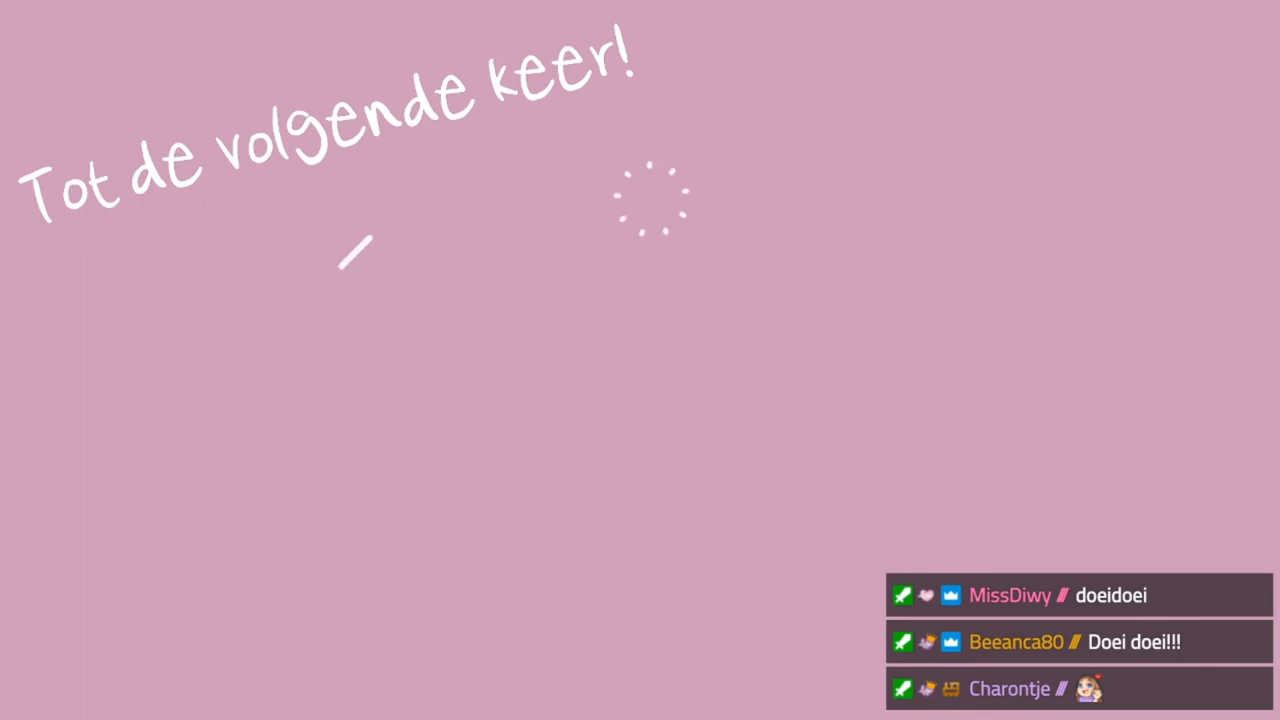 Tot de volgende keer!
MissDiwy /// doeidoei
Beeanca80 /// Doei doei!!!
Charontje ///